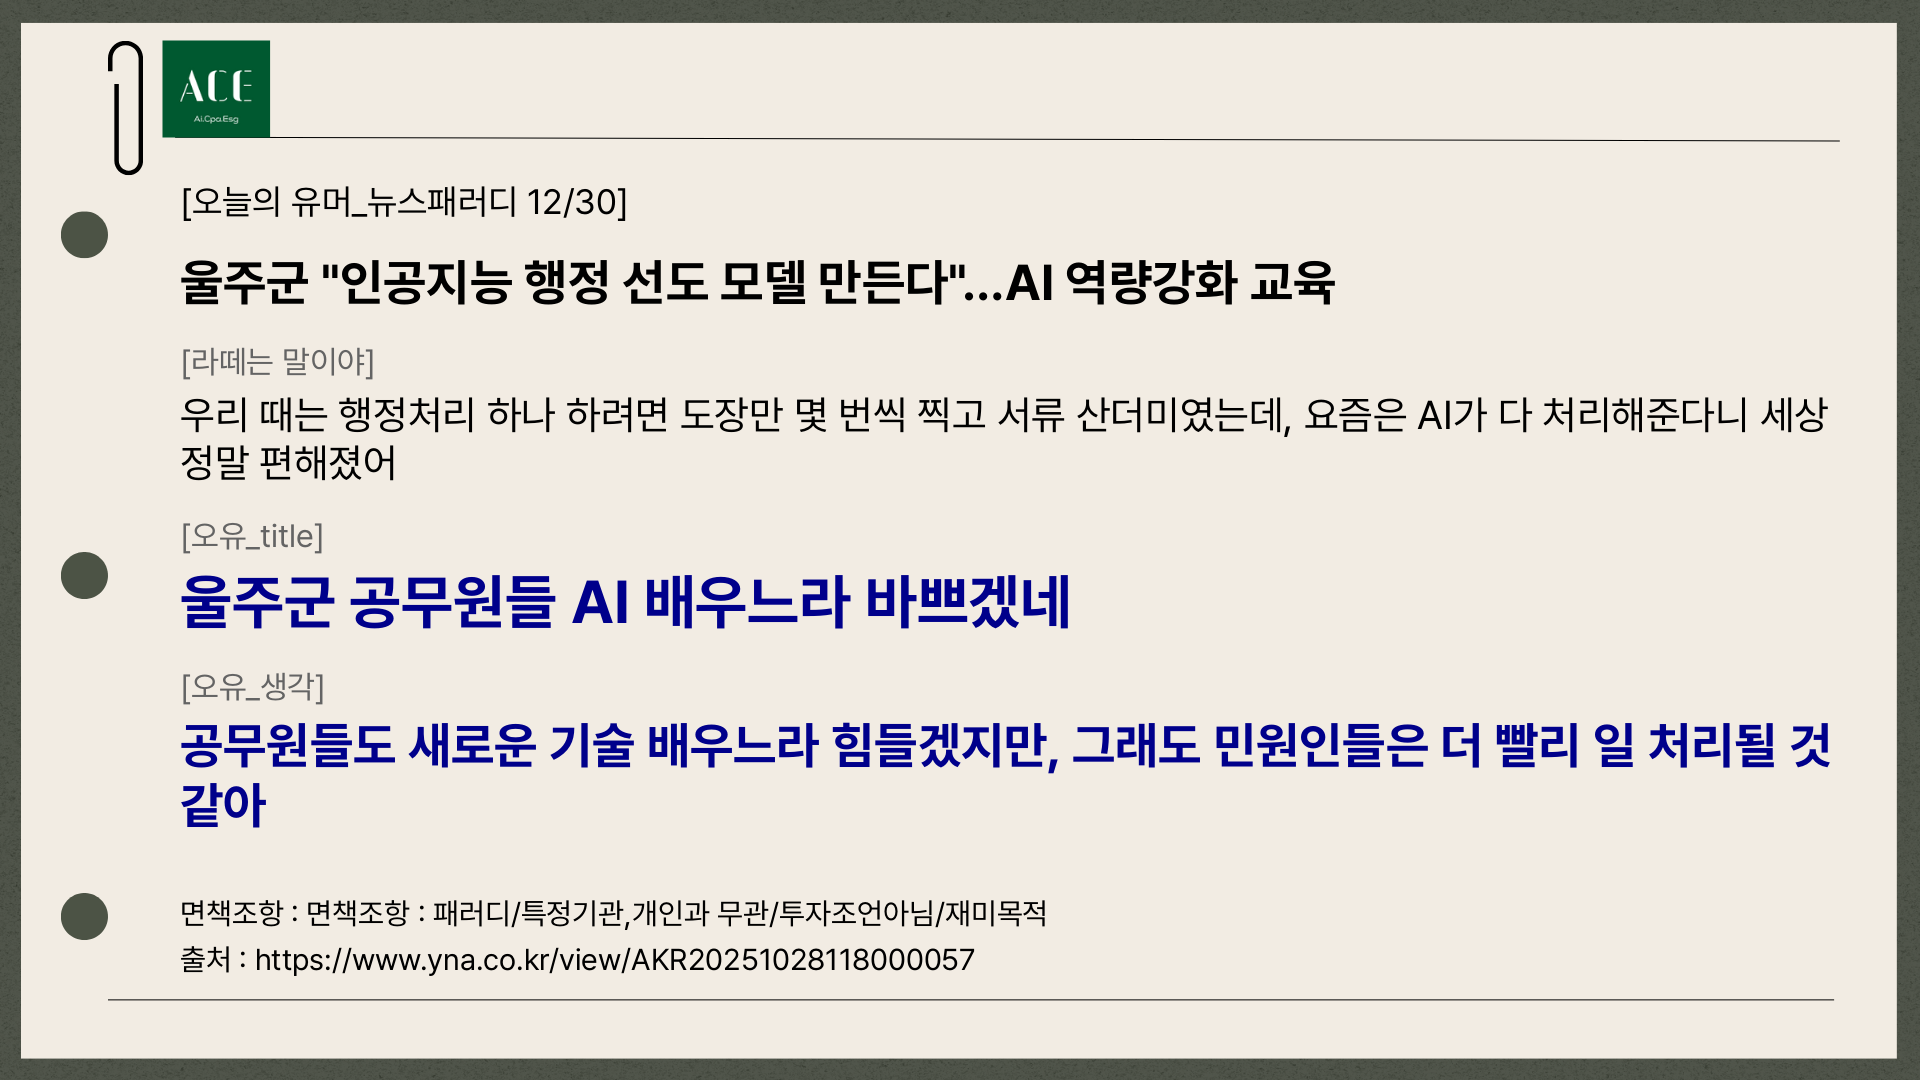 ACE
Ai.Cpa.Esg
[오늘의 유머_뉴스패러디 12/30]
울주군 "인공지능 행정 선도 모델 만든다"...AI 역량강화 교육
[라떼는 말이야]
우리 때는 행정처리 하나 하려면 도장만 몇 번씩 찍고 서류 산더미였는데, 요즘은 AI가 다 처리해준다니 세상
정말 편해졌어
[오유_title]
울주군 공무원들 AI 배우느라 바쁘겠네
[오유_생각]
공무원들도 새로운 기술 배우느라 힘들겠지만, 그래도 민원인들은 더 빨리 일 처리될 것
같아
면책조항 : 면책조항 : 패러디/특정기관,개인과 무관/투자조언아님/재미목적
출처 : https://www.yna.co.kr/view/AKR20251028118000057